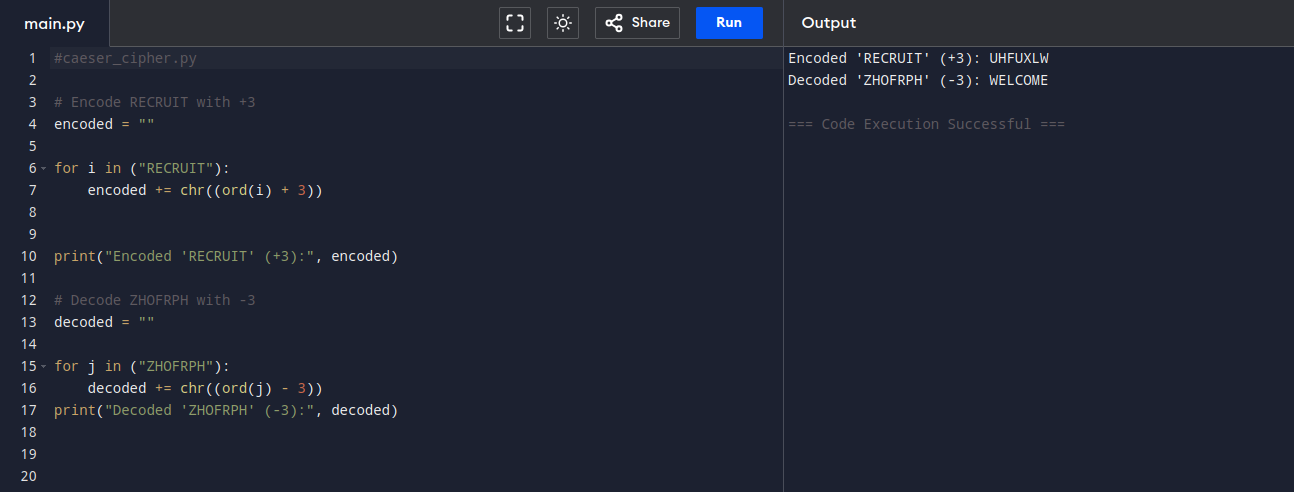 main.py
Share
Run
Output
1 #caeser_cipher.py
2
3 # Encode RECRUIT with +3
4 encoded = ""
5
6 for i in ("RECRUIT"):
7     encoded += chr((ord(i) + 3))
8
9
10 print("Encoded 'RECRUIT' (+3):", encoded)
11
12 # Decode ZHOFRPH with -3
13 decoded = ""
14
15 for j in ("ZHOFRPH"):
16     decoded += chr((ord(j) - 3))
17 print("Decoded 'ZHOFRPH' (-3):", decoded)
18
19
20
Encoded 'RECRUIT' (+3): UHFUXLW
Decoded 'ZHOFRPH' (-3): WELCOME
=== Code Execution Successful ===